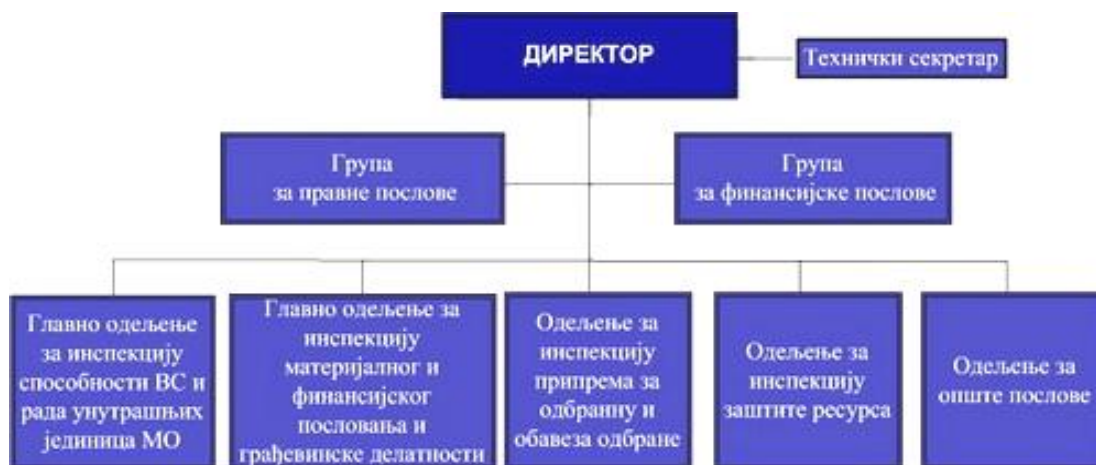 ДИРЕКТОР
Технички секретар
Група
за правне послове
Група
за финансијске послове
Главно одељење
за инспекцију
способности ВС и
рада унутрашњих
јединица МО
Главно одељење за
инспекцију
материјалног и
финансијског
пословања и
грађевинске делатности
Одељење за
инспекцију
припрема за
одбранну и
обавеза одбране
Одељење за
инспекцију
заштите ресурса
Одељење за
опште послове